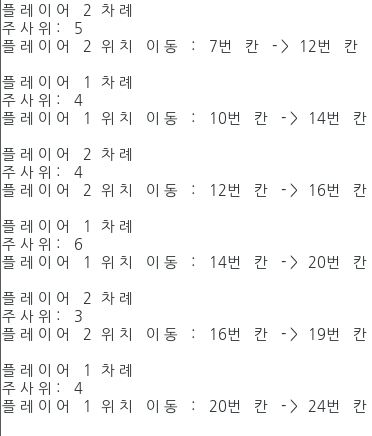 플레이어 2 차례
주사위: 5
플레이어 2 위치 이동 : 7번 칸 -> 12번 칸
플레이어 1 차례
주사위: 4
플레이어 1 위치 이동 : 10번 칸 -> 14번 칸
플레이어 2 차례
주사위: 4
플레이어 2 위치 이동 : 12번 칸 -> 16번 칸
플레이어 1 차례
주사위: 6
플레이어 1 위치 이동 : 14번 칸 -> 20번 칸
플레이어 2 차례
주사위: 3
플레이어 2 위치 이동 : 16번 칸 -> 19번 칸
플레이어 1 차례
주사위: 4
플레이어 1 위치 이동 : 20번 칸 -> 24번 칸